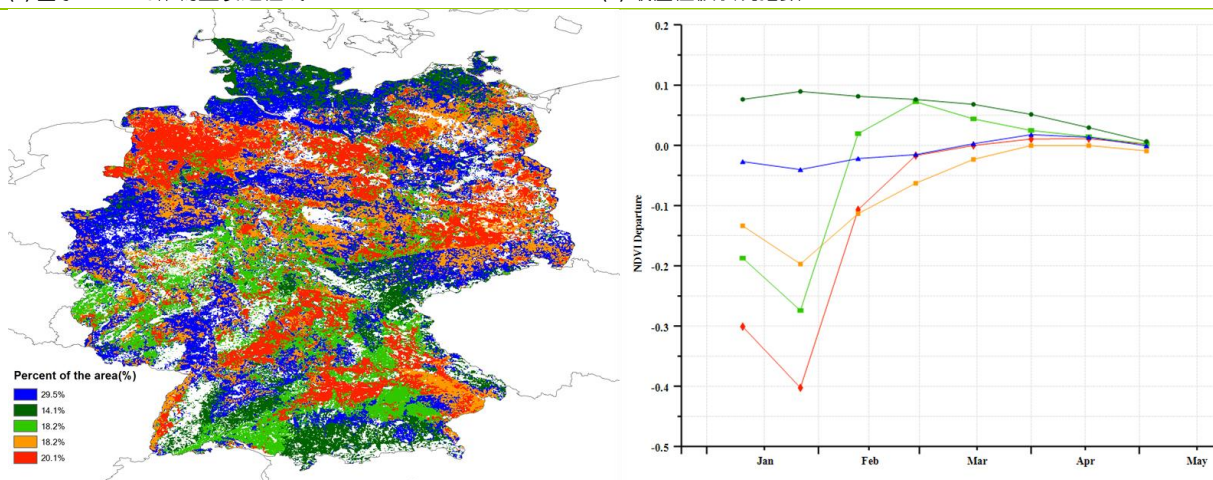 Percent of the area(%)
29.5%
14.1%
18.2%
18.2%
20.1%
0.2
0.1
0.0
-0.1
-0.2
-0.3
-0.4
-0.5
NDVI Departure
Jan
Feb
Mar
Apr
May